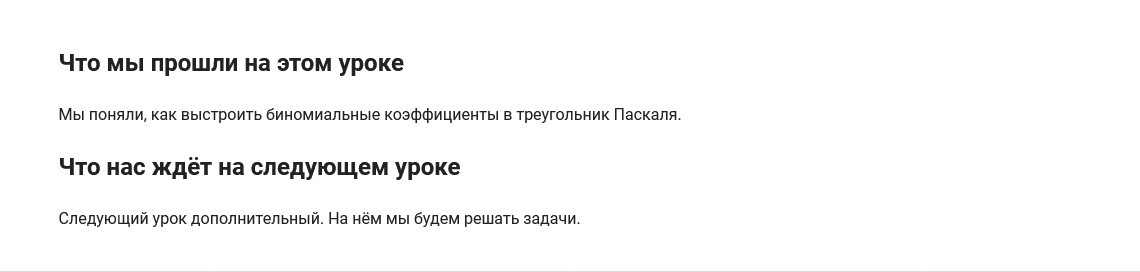 Что мы прошли на этом уроке
Мы поняли, как выстроить биномиальные коэффициенты в треугольник Паскаля.
Что нас ждёт на следующем уроке
Следующий урок дополнительный. На нём мы будем решать задачи.